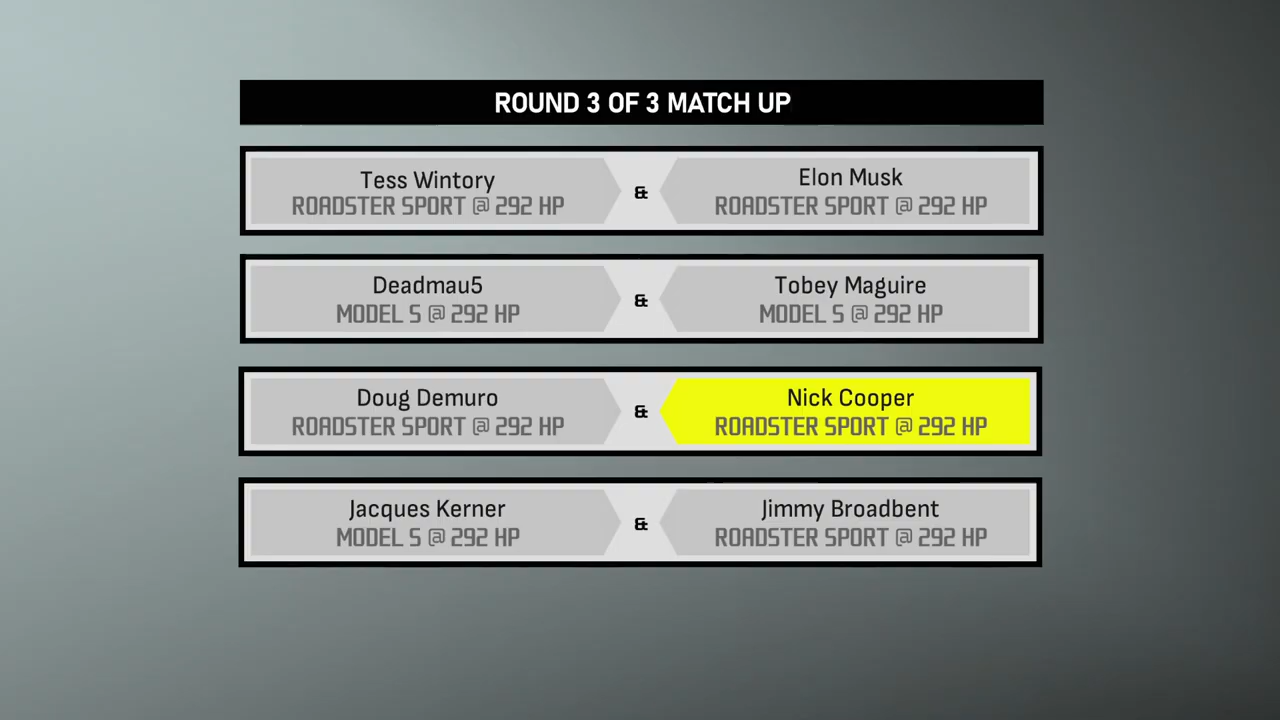 ROUND 3 OF 3 MATCH UP
Tess Wintory & Elon Musk
ROADSTER SPORT @ 292 HP ROADSTER SPORT @ 292 HP
Deadmau5 & Tobey Maguire
MODEL S @ 292 HP MODEL S @ 292 HP
Doug Demuro & Nick Cooper
ROADSTER SPORT @ 292 HP ROADSTER SPORT @ 292 HP
Jacques Kerner & Jimmy Broadbent
MODEL S @ 292 HP ROADSTER SPORT @ 292 HP